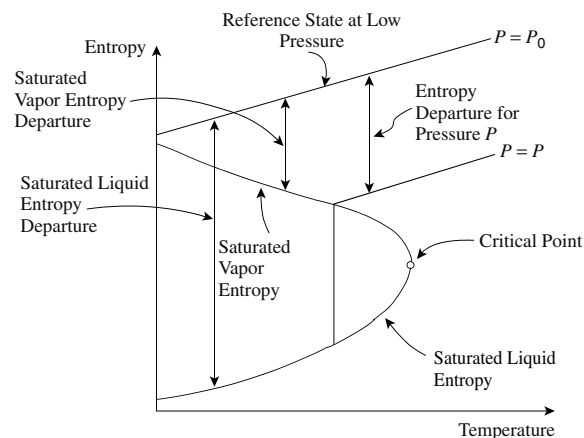 Reference State at Low
Pressure
P = P0
Entropy
Saturated
Vapor Entropy
Departure
Entropy
Departure for
Pressure P
P = P
Saturated Liquid
Entropy
Departure
Saturated
Vapor
Entropy
Critical Point
Saturated Liquid
Entropy
Temperature